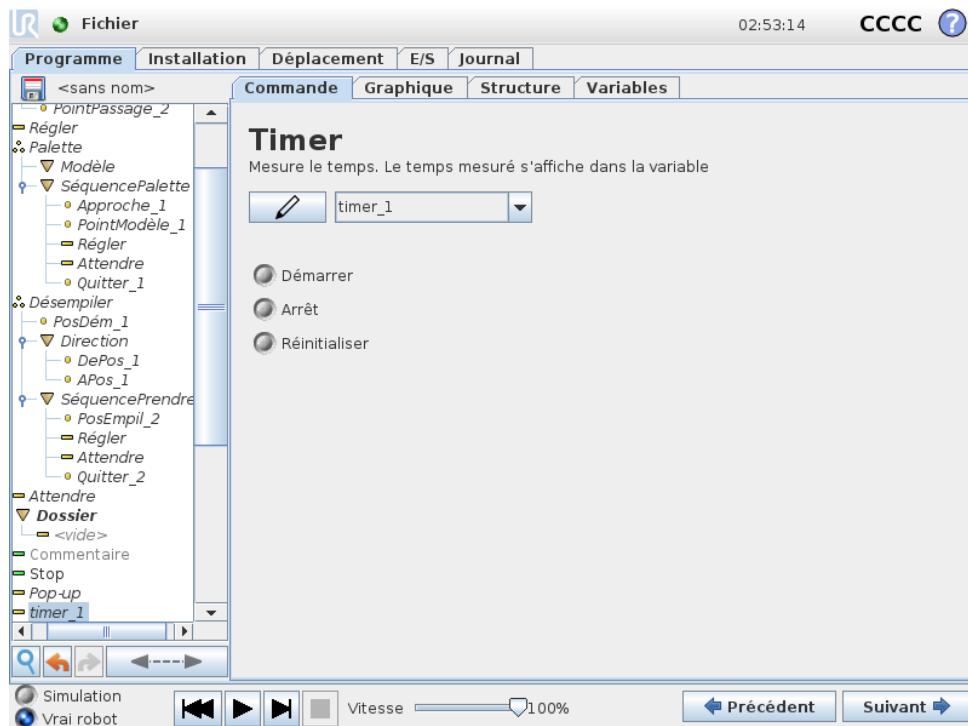 UR Fichier 02:53:14 CCCC ?
Programme Installation Déplacement E/S Journal
<sans nom> Commande Graphique Structure Variables
PointPassage_2
Régler
Palette
Modèle
SéquencePalette
Approche_1
PointModèle_1
Régler
Attendre
Quitter_1
Désempiler
PosDém_1
Direction
DePos_1
APos_1
SéquencePrendre
PosEmpil_2
Régler
Attendre
Quitter_2
Attendre
Dossier
<vide>
Commentaire
Stop
Pop-up
timer_1
Timer
Mesure le temps. Le temps mesuré s'affiche dans la variable
timer_1
Démarrer
Arrêt
Réinitialiser
Simulation
Vrai robot
Vitesse 100%
Précédent Suivant